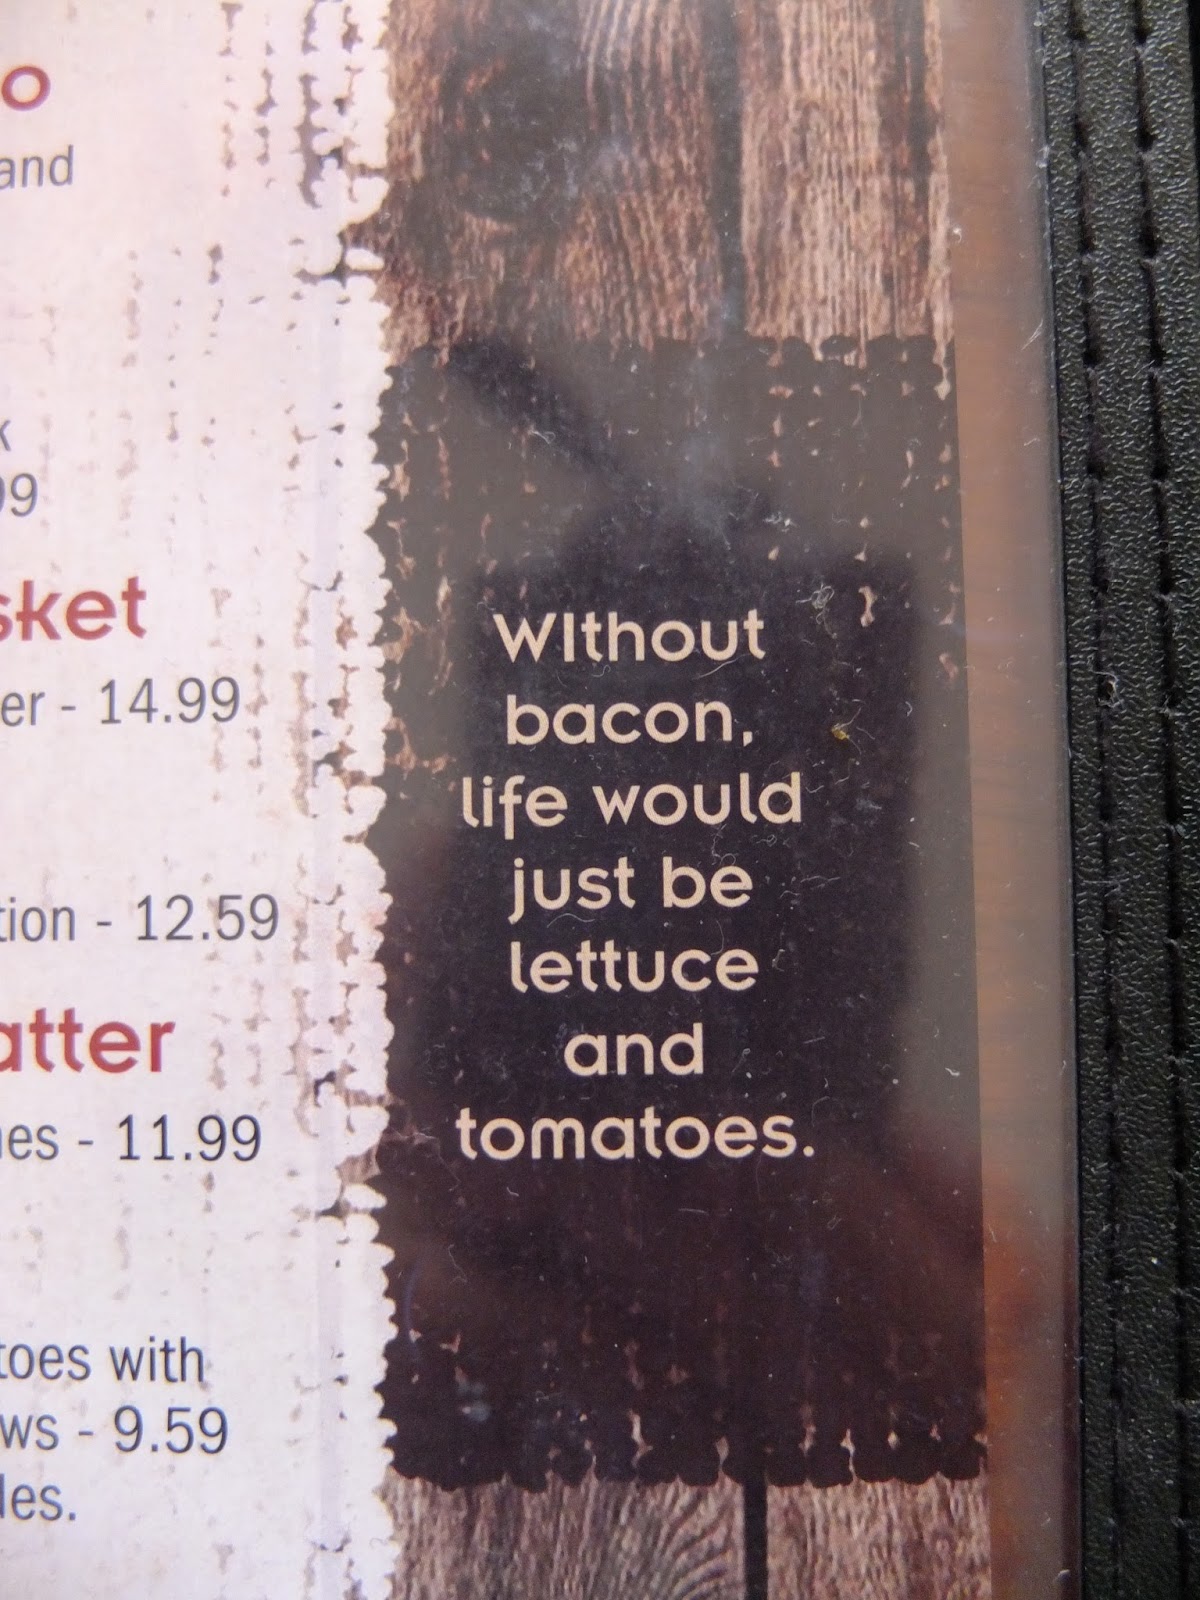 o
and
k
99
sket
er - 14.99
tion - 12.59
atter
nes - 11.99
toes with
ws - 9.59
les.
WIthout
bacon,
life would
just be
lettuce
and
tomatoes.